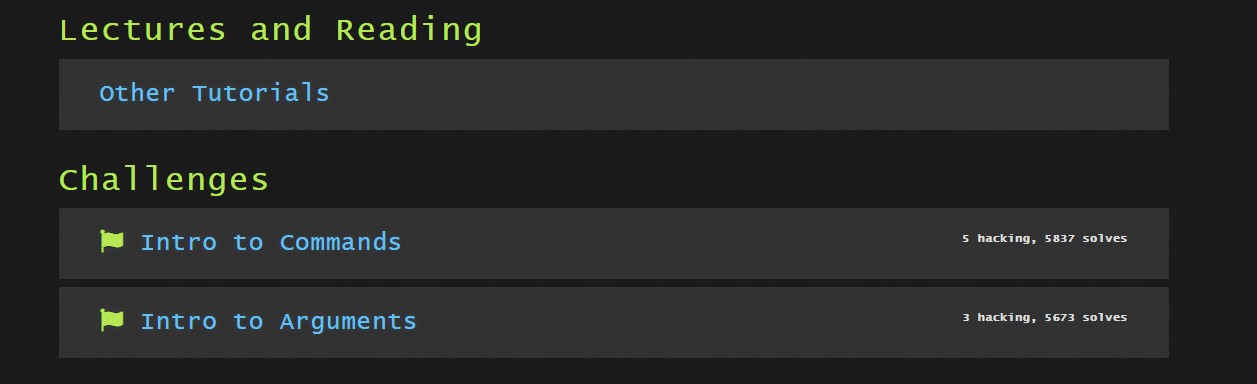 Lectures and Reading
Other Tutorials
Challenges
Intro to Commands 5 hacking, 5837 solves
Intro to Arguments 3 hacking, 5673 solves